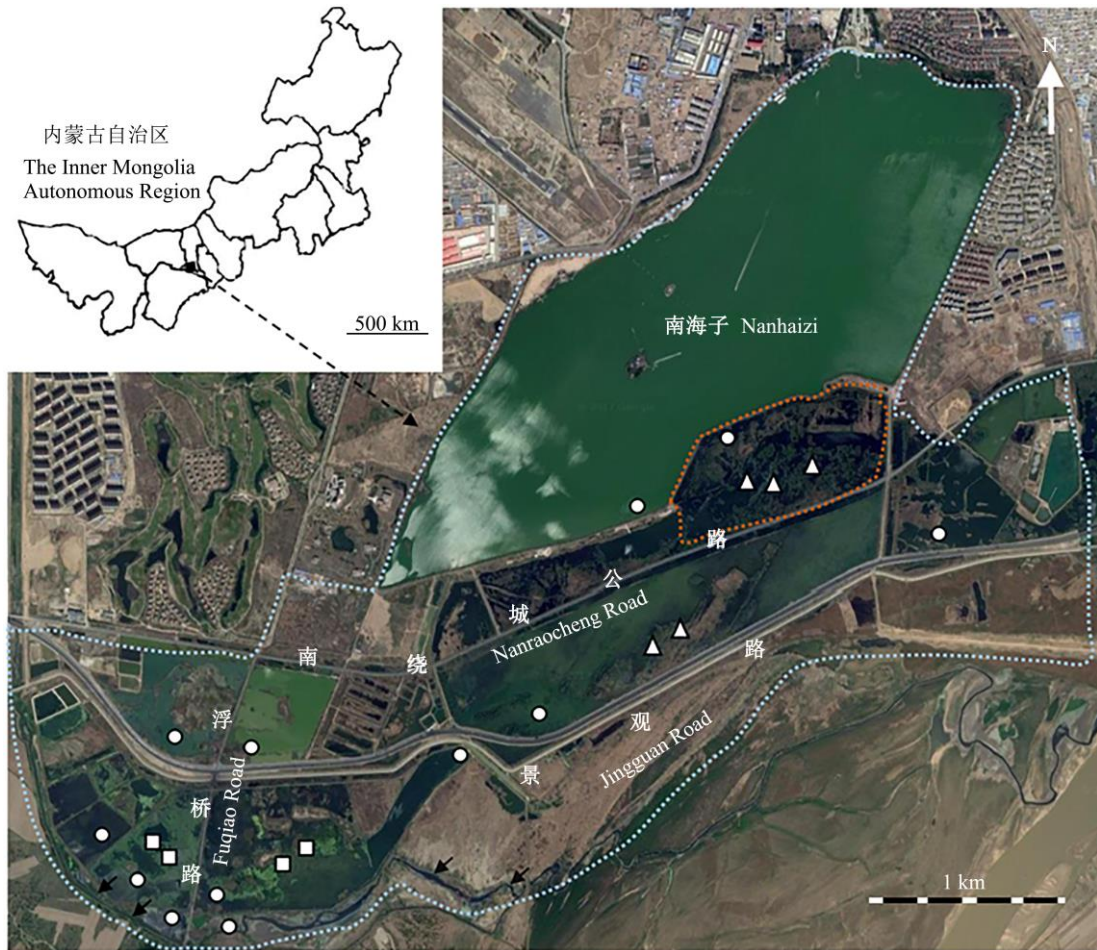 内蒙古自治区
The Inner Mongolia
Autonomous Region
500 km
N
南海子 Nanhaizi
南绕城公路
Nanraocheng Road
浮桥路
Fuqiao Road
景观路
Jingguan Road
1 km